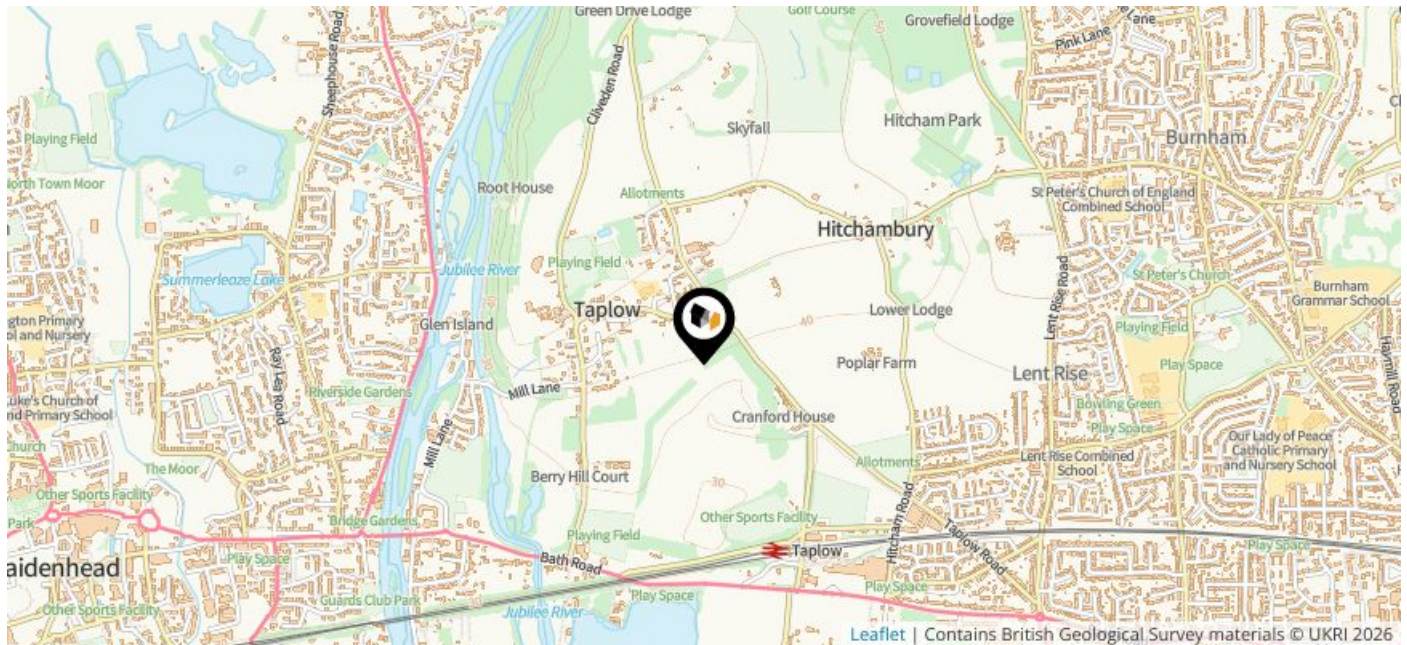 Green Drive Lodge
Golf Course
Grovefield Lodge
Pink Lane
Sheephouse Road
Cliveden Road
Playing Field
Skyfall
Hitcham Park
Burnham
North Town Moor
Root House
Allotments
St Peter's Church of England
Combined School
Hitchambury
Jubilee River
Playing Field
Summerleaze Lake
St Peter's Church
Burnham
Grammar School
Lent Rise Road
Taplow
Lower Lodge
Glen Island
40
Playing Field
ington Primary
ol and Nursery
Haymill Road
Ray Lea Road
Poplar Farm
Play Space
Lent Rise
Riverside Gardens
Mill Lane
uke's Church of
nd Primary School
Cranford House
Bowling Green
Play Space
Church
Mill Lane
Our Lady of Peace
Catholic Primary
and Nursery School
Lent Rise Combined
School
The Moor
Allotments
Berry Hill Court
30
Other Sports Facility
Hitcham Road
Park
Bridge Gardens
Other Sports Facility
Taplow Road
Playing Field
Play Space
Play Space
Bath Road
Taplow
aidenhead
Play Space
Guards Club Park
Play Space
Other Sports Facility
Jubilee River
Leaflet | Contains British Geological Survey materials © UKRI 2026